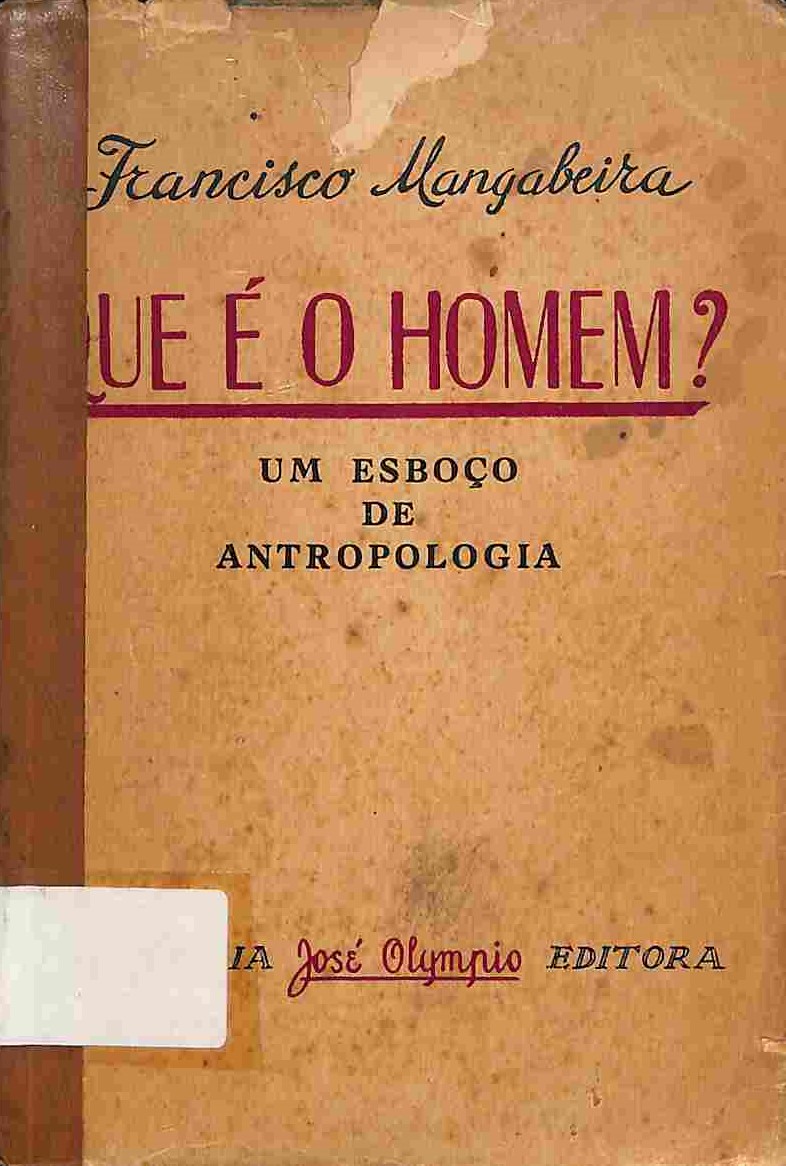 Francisco Mangabeira
QUE É O HOMEM?
UM ESBOÇO
DE
ANTROPOLOGIA
IA José Olympio EDITORA